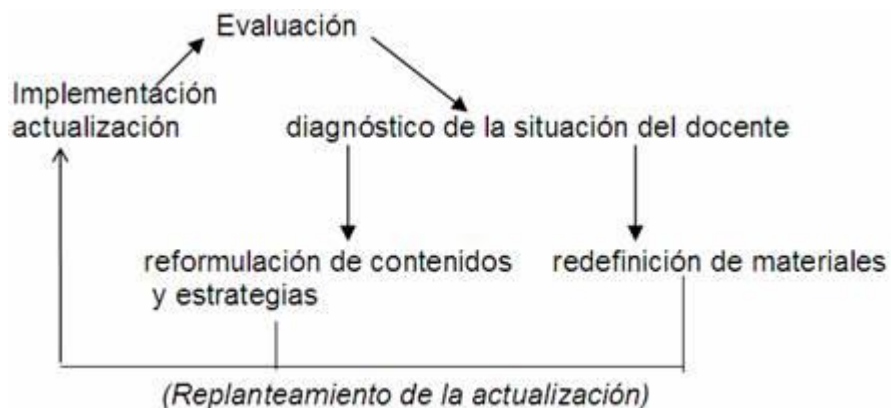 Evaluación
Implementación
actualización
diagnóstico de la situación del docente
reformulación de contenidos
y estrategias
redefinición de materiales
(Replanteamiento de la actualización)